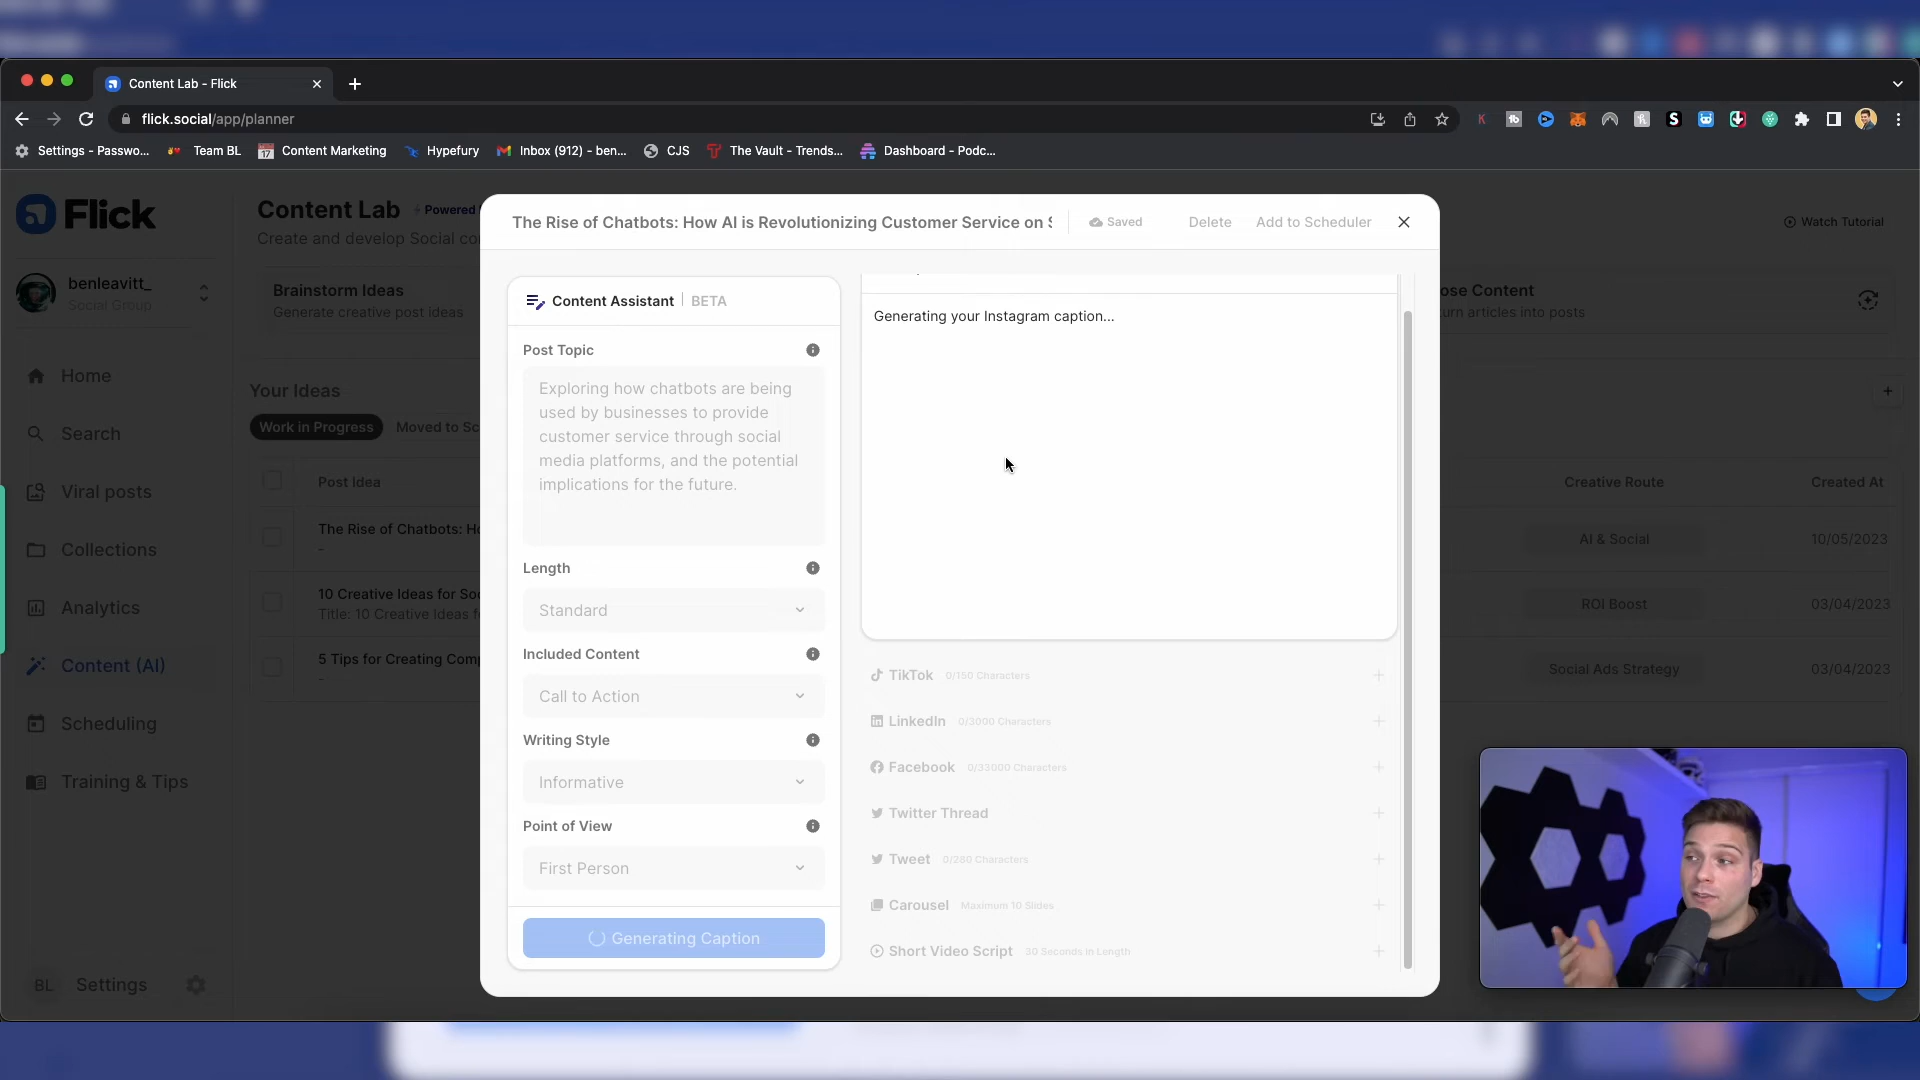 Content Lab - Flick
flick.social/app/planner
Settings - Passwo...
Team BL
Content Marketing
Hypefury
Inbox (912) - ben...
CJS
The Vault - Trends...
Dashboard - Podc...
Flick
Content Lab
Powered
Create and develop Social co
Watch Tutorial
benleavitt_
Social Group
Brainstorm Ideas
Generate creative post ideas
ose Content
urn articles into posts
Home
Search
Viral posts
Collections
Analytics
Content (AI)
Scheduling
Training & Tips
BL
Settings
Your Ideas
Work in Progress
Moved to Sc
Post idea
Creative Route
Created At
The Rise of Chatbots: H
-
AI & Social
10/05/2023
10 Creative Ideas for So
Title: 10 Creative Ideas f
ROI Boost
03/04/2023
5 Tips for Creating Comp
-
Social Ads Strategy
03/04/2023
The Rise of Chatbots: How AI is Revolutionizing Customer Service on S
Saved
Delete
Add to Scheduler
Content Assistant
BETA
Post Topic
Exploring how chatbots are being
used by businesses to provide
customer service through social
media platforms, and the potential
implications for the future.
Length
Standard
Included Content
Call to Action
Writing Style
Informative
Point of View
First Person
Generating Caption
Generating your Instagram caption...
TikTok 0/150 Characters
LinkedIn 0/3000 Characters
Facebook 0/33000 Characters
Twitter Thread
Tweet 0/280 Characters
Carousel Maximum 10 Slides
Short Video Script 30 Seconds in Length